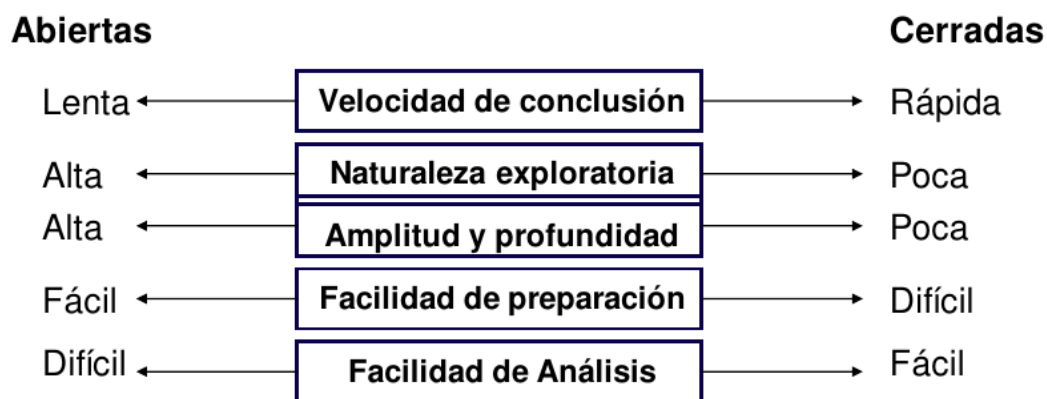 Abiertas Cerradas
Lenta Velocidad de conclusión Rápida
Alta Naturaleza exploratoria Poca
Alta Amplitud y profundidad Poca
Fácil Facilidad de preparación Difícil
Difícil Facilidad de Análisis Fácil